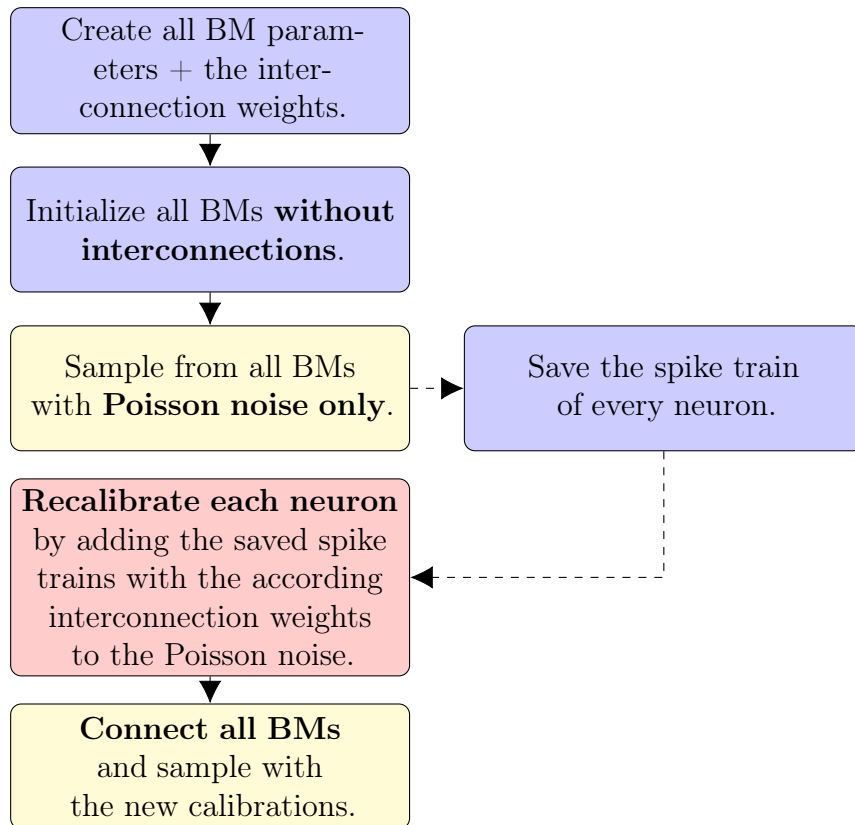 Create all BM param-
eters + the inter-
connection weights.
Initialize all BMs without
interconnections.
Sample from all BMs
with Poisson noise only.
Save the spike train
of every neuron.
Recalibrate each neuron
by adding the saved spike
trains with the according
interconnection weights
to the Poisson noise.
Connect all BMs
and sample with
the new calibrations.